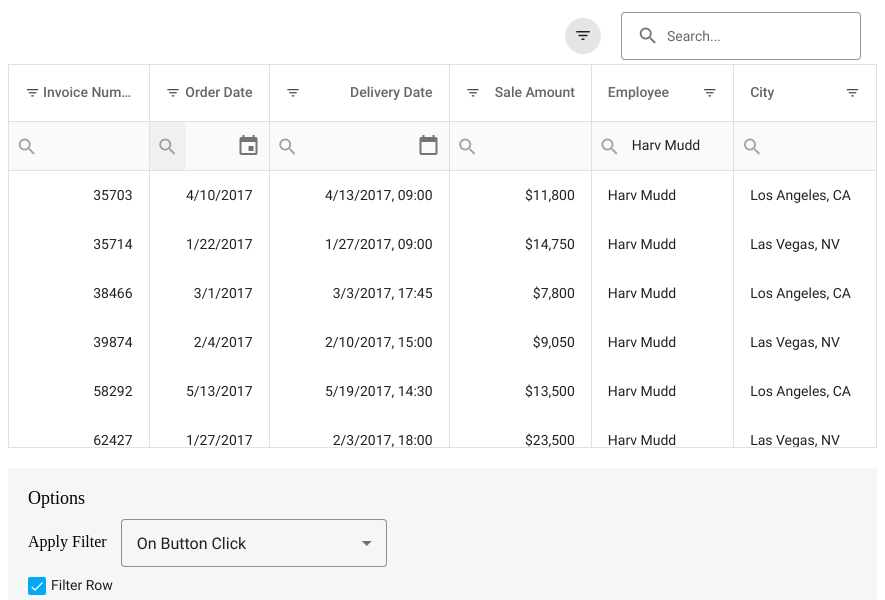 Search...
Invoice Num... Order Date Delivery Date Sale Amount Employee City
Harv Mudd
35703 4/10/2017 4/13/2017, 09:00 $11,800 Harv Mudd Los Angeles, CA
35714 1/22/2017 1/27/2017, 09:00 $14,750 Harv Mudd Las Vegas, NV
38466 3/1/2017 3/3/2017, 17:45 $7,800 Harv Mudd Los Angeles, CA
39874 2/4/2017 2/10/2017, 15:00 $9,050 Harv Mudd Las Vegas, NV
58292 5/13/2017 5/19/2017, 14:30 $13,500 Harv Mudd Los Angeles, CA
62427 1/27/2017 2/3/2017, 18:00 $23,500 Harv Mudd Las Vegas, NV
Options
Apply Filter On Button Click
Filter Row